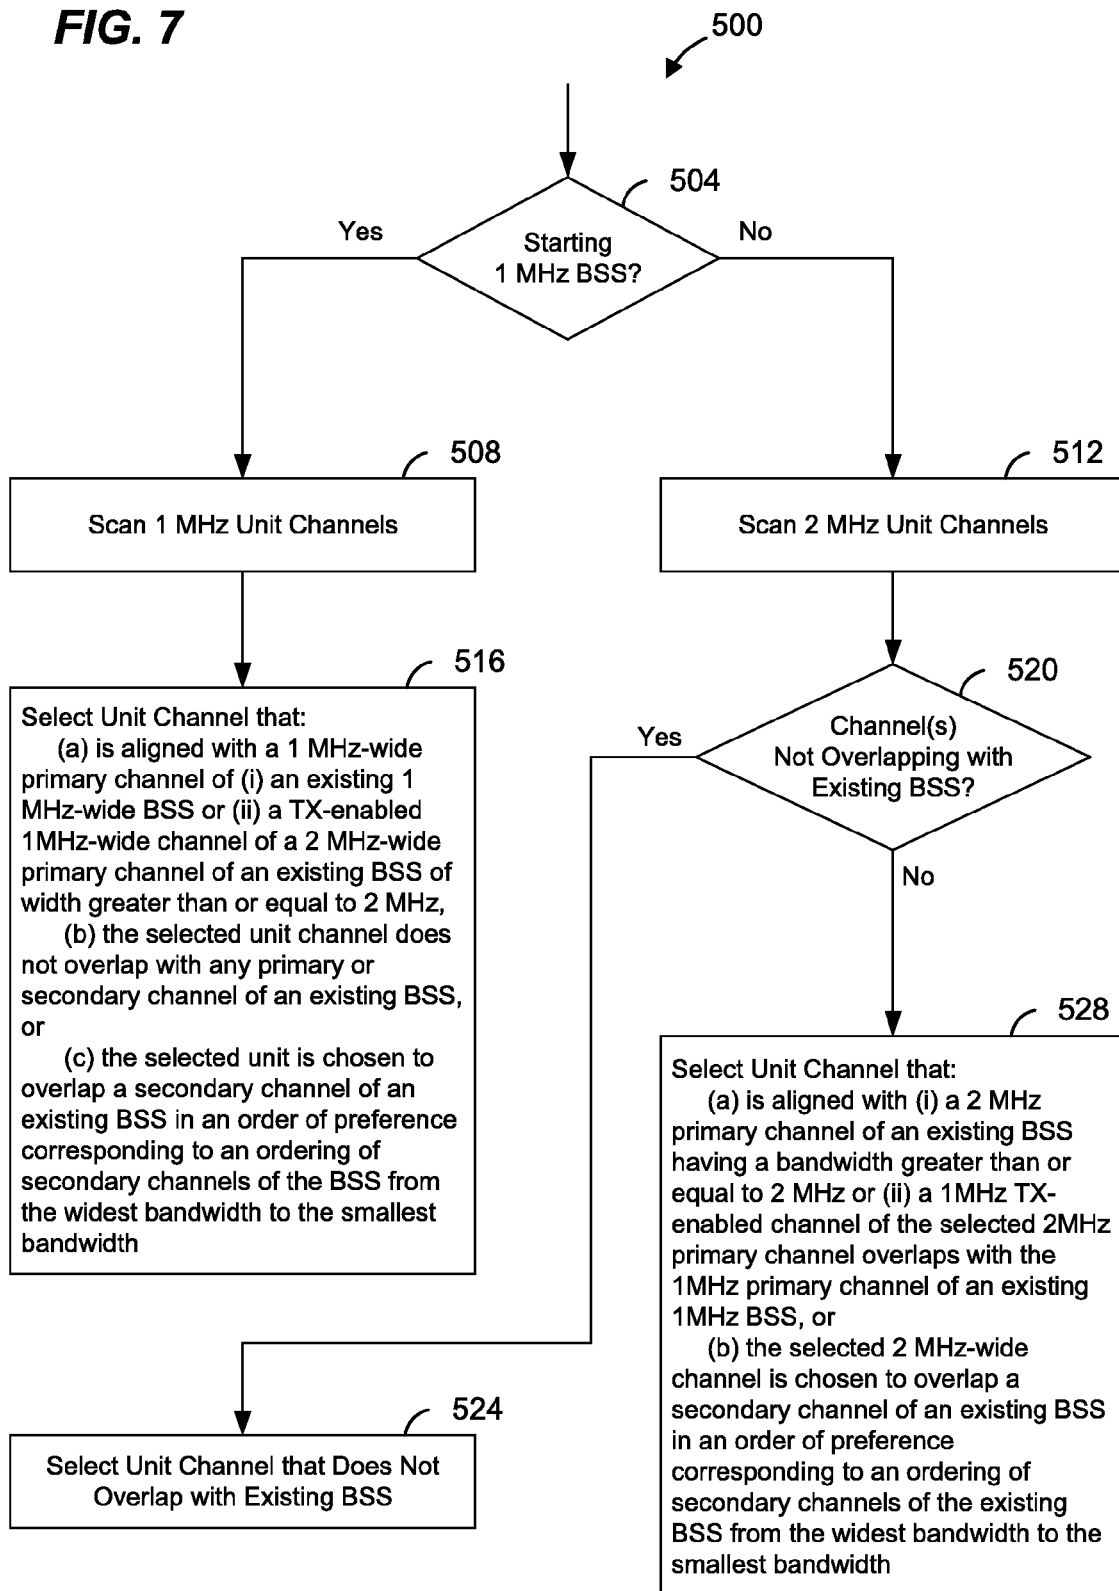 FIG. 7
500
504
Yes
No
Starting
1 MHz BSS?
508
512
Scan 1 MHz Unit Channels
Scan 2 MHz Unit Channels
516
Select Unit Channel that:
(a) is aligned with a 1 MHz-wide
primary channel of (i) an existing 1
MHz-wide BSS or (ii) a TX-enabled
1MHz-wide channel of a 2 MHz-wide
primary channel of an existing BSS of
width greater than or equal to 2 MHz,
(b) the selected unit channel does
not overlap with any primary or
secondary channel of an existing BSS,
or
(c) the selected unit is chosen to
overlap a secondary channel of an
existing BSS in an order of preference
corresponding to an ordering of
secondary channels of the BSS from
the widest bandwidth to the smallest
bandwidth
520
Yes
Channel(s)
Not Overlapping with
Existing BSS?
No
528
Select Unit Channel that:
(a) is aligned with (i) a 2 MHz
primary channel of an existing BSS
having a bandwidth greater than or
equal to 2 MHz or (ii) a 1MHz TX-
enabled channel of the selected 2MHz
primary channel overlaps with the
1MHz primary channel of an existing
1MHz BSS, or
(b) the selected 2 MHz-wide
channel is chosen to overlap a
secondary channel of an existing BSS
in an order of preference
corresponding to an ordering of
secondary channels of the existing
BSS from the widest bandwidth to the
smallest bandwidth
524
Select Unit Channel that Does Not
Overlap with Existing BSS